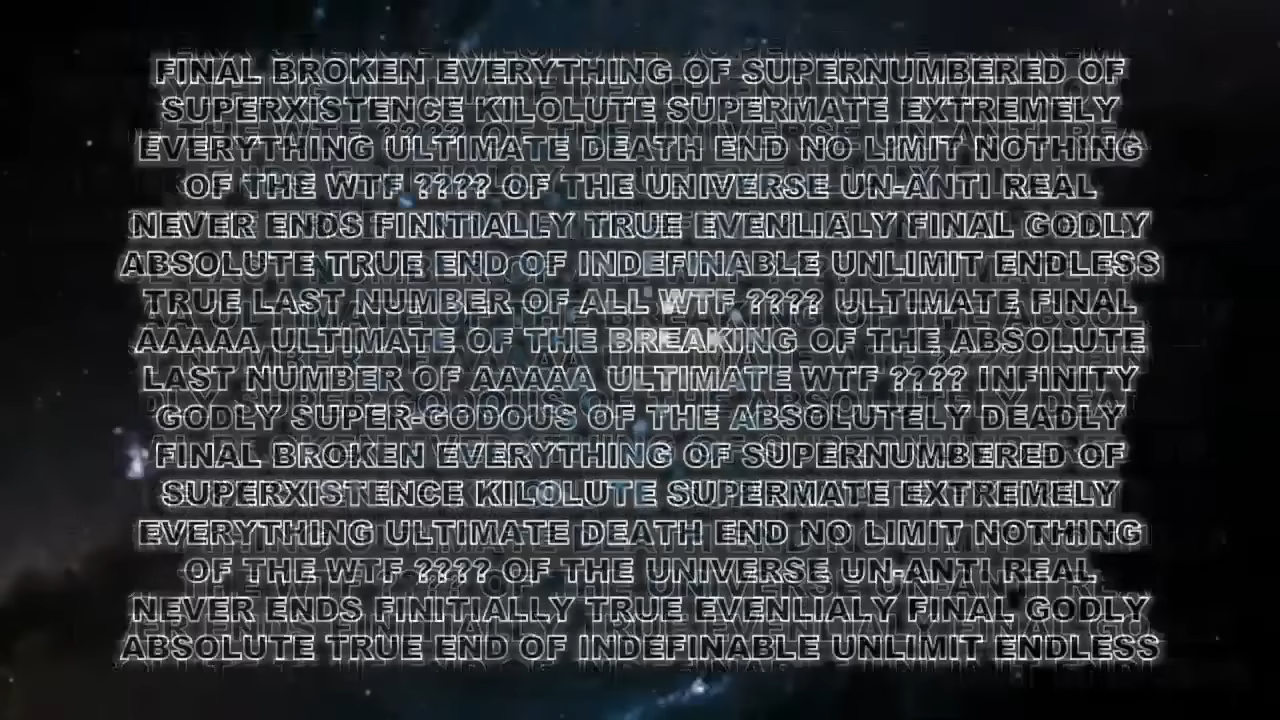 FINAL BROKEN EVERYTHING OF SUPERNUMBERED OF
SUPERXISTENCE KILOLUTE SUPERMATE EXTREMELY
EVERYTHING ULTIMATE DEATH END NO LIMIT NOTHING
OF THE WTF ???? OF THE UNIVERSE UN-ANTI REAL
NEVER ENDS FINITIALLY TRUE EVENLIALY FINAL GODLY
ABSOLUTE TRUE END OF INDEFINABLE UNLIMIT ENDLESS
TRUE LAST NUMBER OF ALL WTF ???? ULTIMATE FINAL
AAAAA ULTIMATE OF THE BREAKING OF THE ABSOLUTE
LAST NUMBER OF AAAAA ULTIMATE WTF ???? INFINITY
GODLY SUPER-GODOUS OF THE ABSOLUTELY DEADLY
FINAL BROKEN EVERYTHING OF SUPERNUMBERED OF
SUPERXISTENCE KILOLUTE SUPERMATE EXTREMELY
EVERYTHING ULTIMATE DEATH END NO LIMIT NOTHING
OF THE WTF ???? OF THE UNIVERSE UN-ANTI REAL
NEVER ENDS FINITIALLY TRUE EVENLIALY FINAL GODLY
ABSOLUTE TRUE END OF INDEFINABLE UNLIMIT ENDLESS